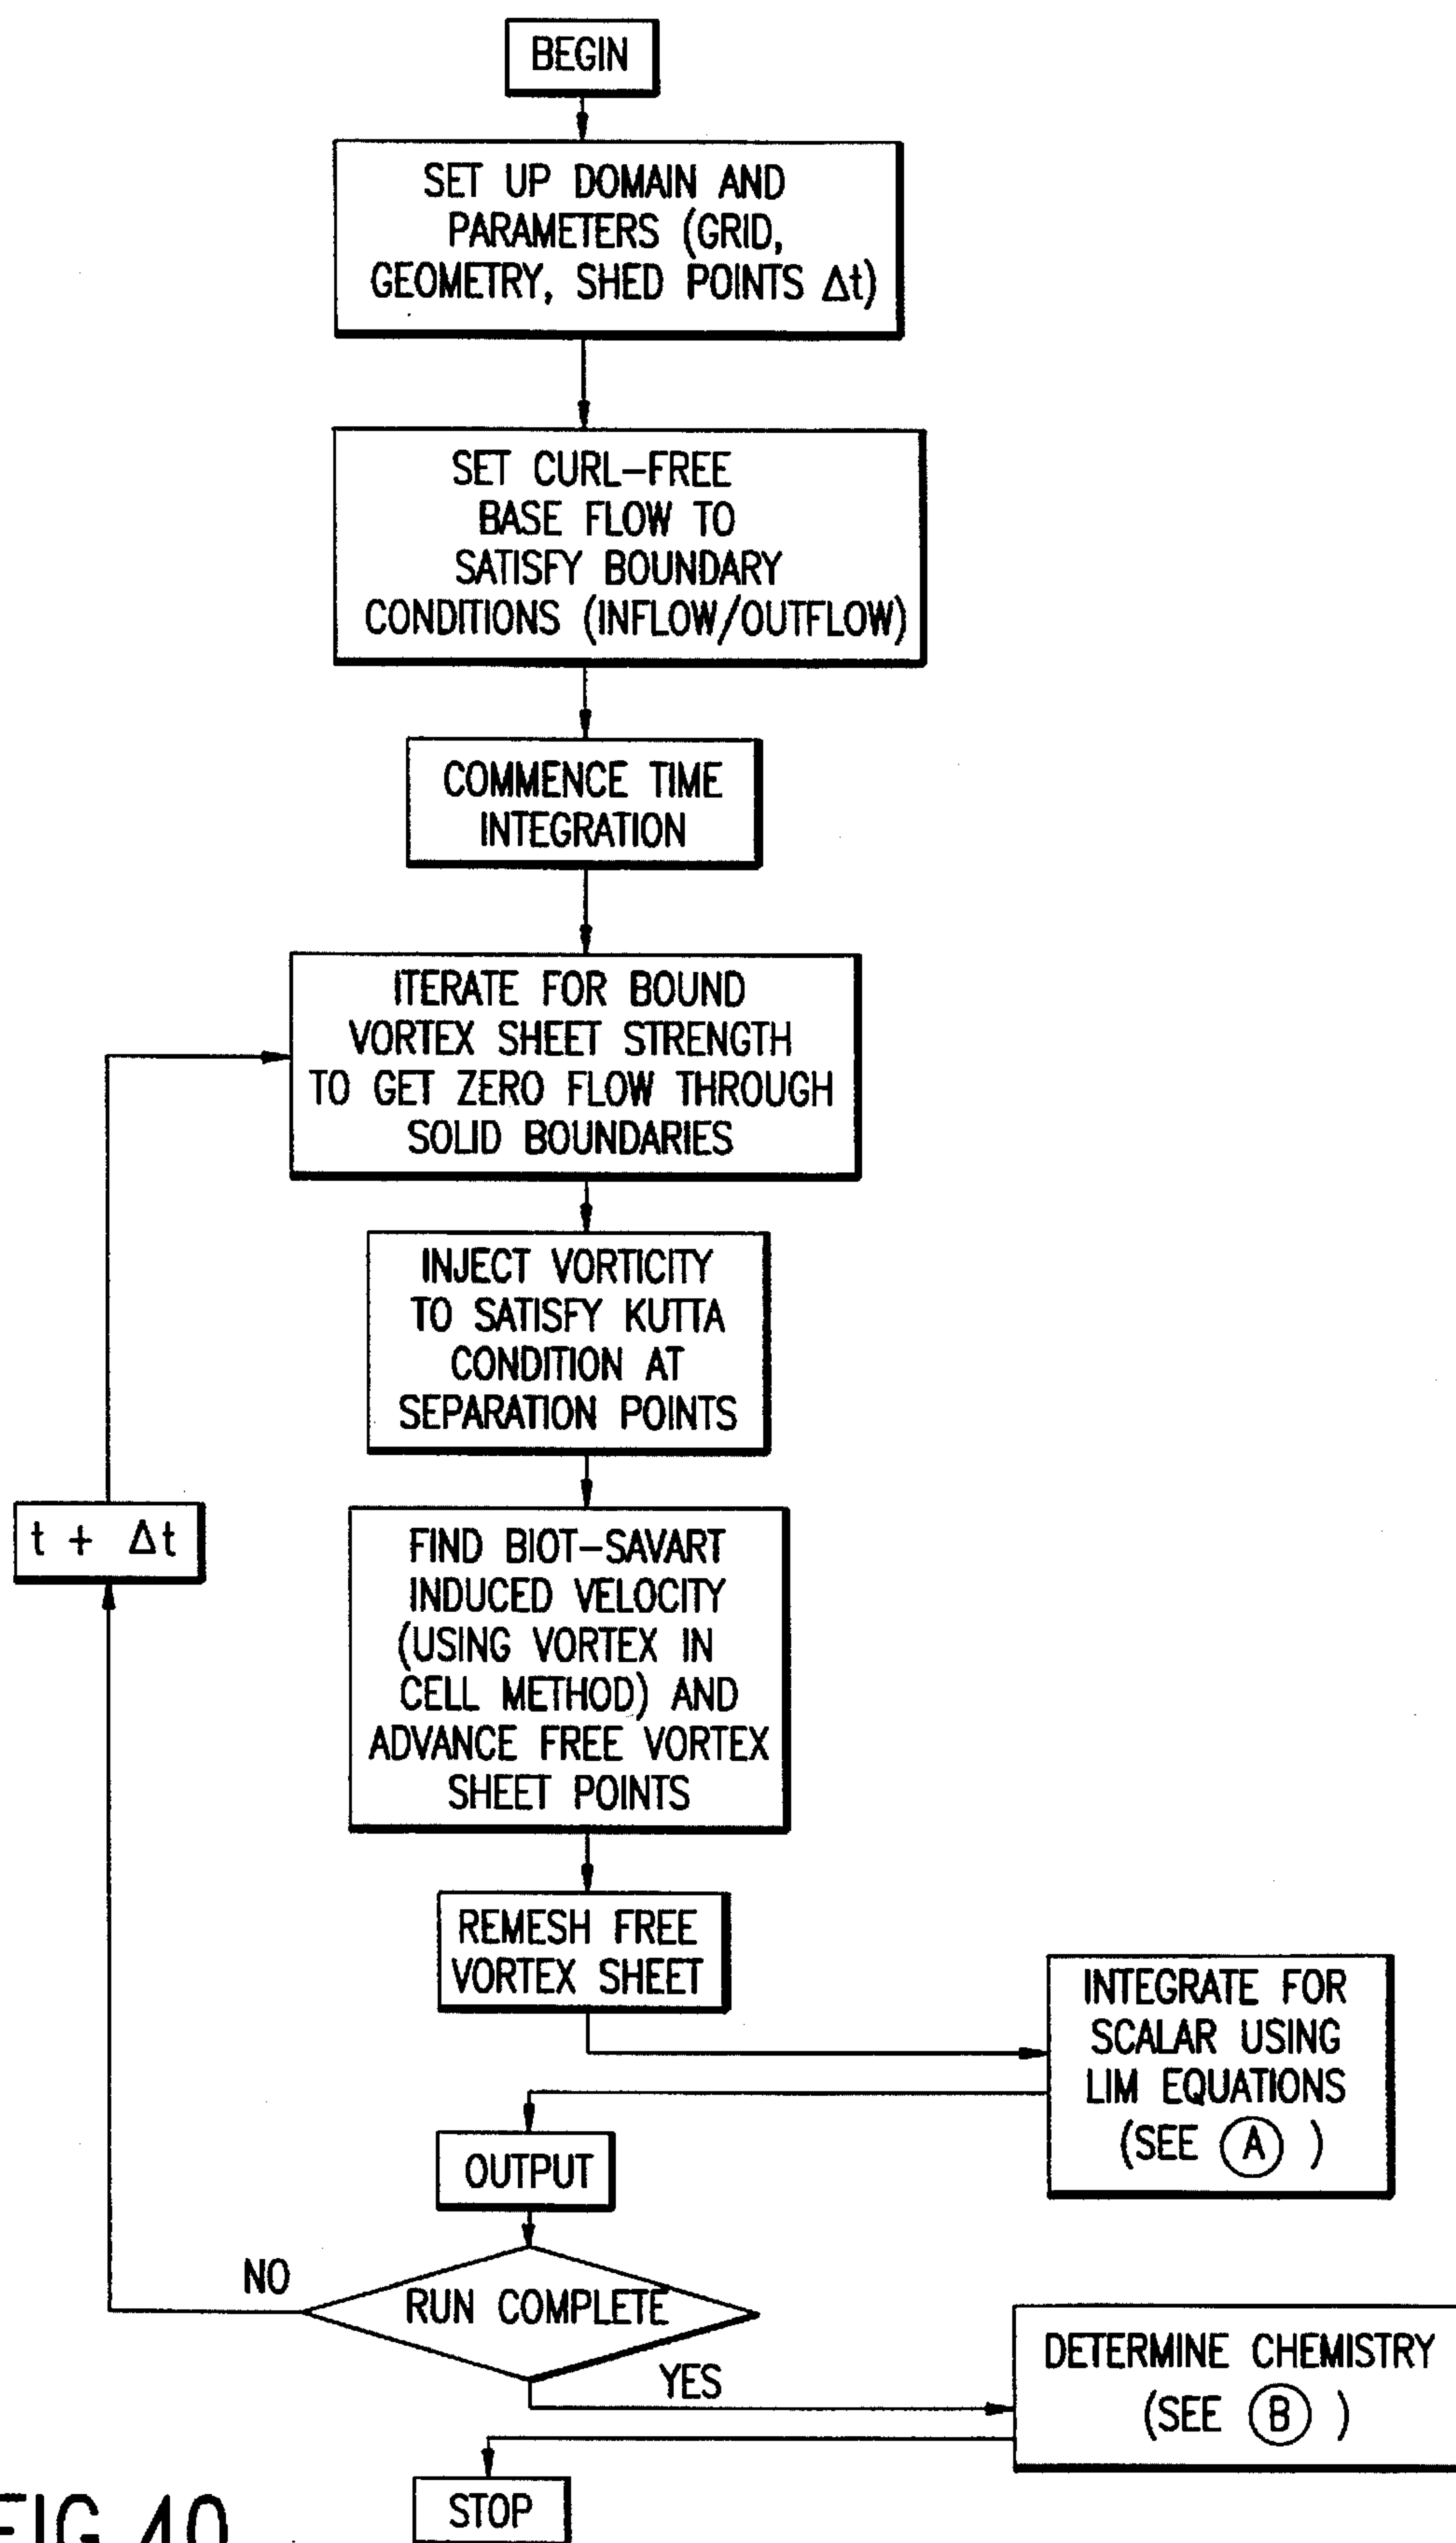 BEGIN
SET UP DOMAIN AND
PARAMETERS (GRID,
GEOMETRY, SHED POINTS Δt)
SET CURL-FREE
BASE FLOW TO
SATISFY BOUNDARY
CONDITIONS (INFLOW/OUTFLOW)
COMMENCE TIME
INTEGRATION
ITERATE FOR BOUND
VORTEX SHEET STRENGTH
TO GET ZERO FLOW THROUGH
SOLID BOUNDARIES
INJECT VORTICITY
TO SATISFY KUTTA
CONDITION AT
SEPARATION POINTS
t + Δt
FIND BIOT-SAVART
INDUCED VELOCITY
(USING VORTEX IN
CELL METHOD) AND
ADVANCE FREE VORTEX
SHEET POINTS
REMESH FREE
VORTEX SHEET
INTEGRATE FOR
SCALAR USING
LIM EQUATIONS
(SEE A )
OUTPUT
NO
RUN COMPLETE
YES
DETERMINE CHEMISTRY
(SEE B )
STOP
FIG.40